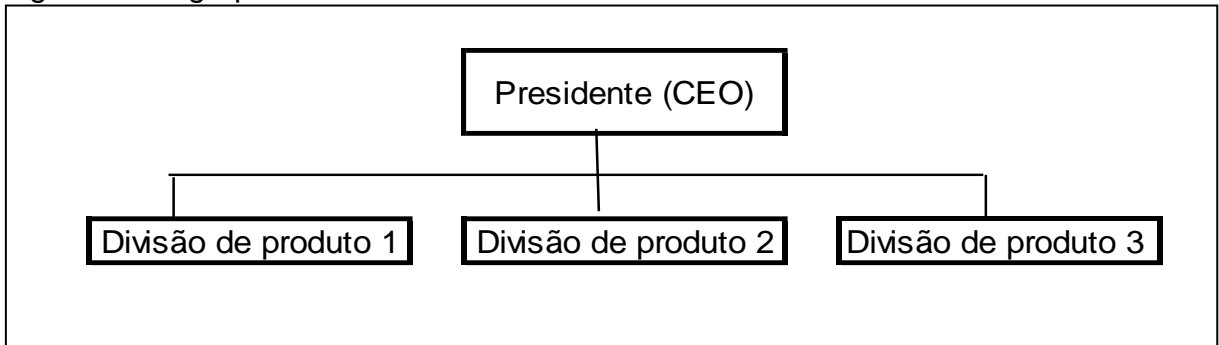 Presidente (CEO)
Divisão de produto 1
Divisão de produto 2
Divisão de produto 3